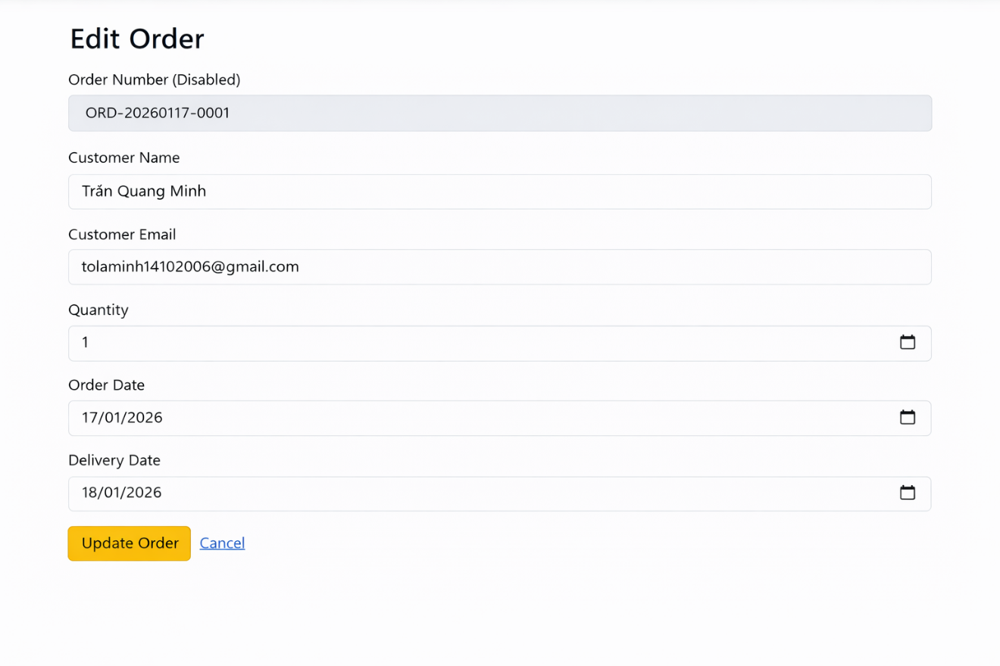 Edit Order
Order Number (Disabled)
ORD-20260117-0001
Customer Name
Trấn Quang Minh
Customer Email
tolaminh14102006@gmail.com
Quantity
1
Order Date
17/01/2026
Delivery Date
18/01/2026
Update Order Cancel